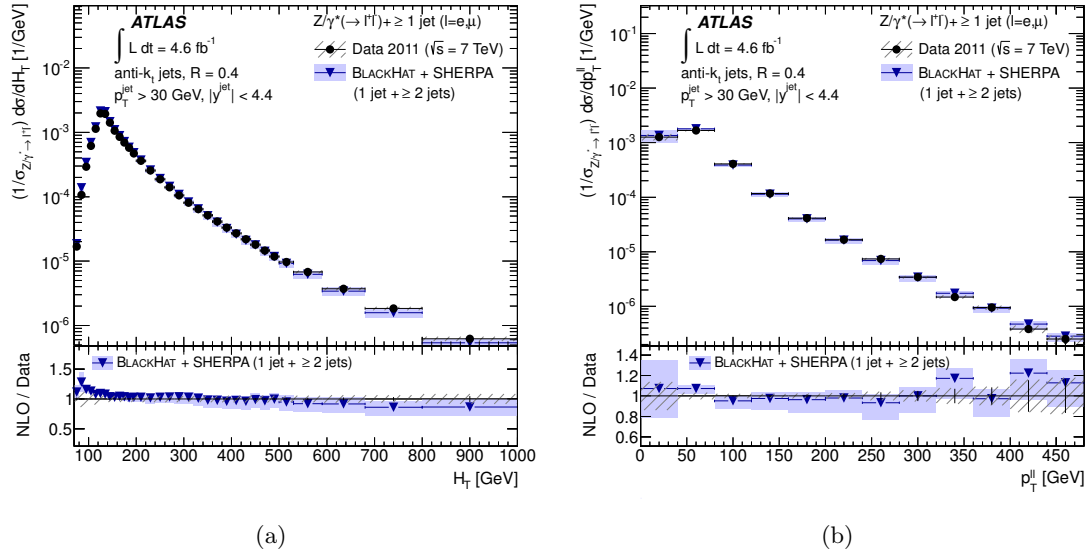 (1/σ_{Z/γ*→ l⁺l⁻}) dσ/dH_T [1/GeV]
10⁻²
10⁻³
10⁻⁴
10⁻⁵
10⁻⁶
ATLAS
∫ L dt = 4.6 fb⁻¹
anti-k_t jets, R = 0.4
p_T^{jet} > 30 GeV, |y^{jet}| < 4.4
Z/γ*(→ l⁺l⁻)+ ≥ 1 jet (l=e,μ)
Data 2011 (√s = 7 TeV)
BLACKHAT + SHERPA
(1 jet + ≥ 2 jets)
NLO / Data
1.5
1
0.5
BLACKHAT + SHERPA (1 jet + ≥ 2 jets)
100 200 300 400 500 600 700 800 900 1000
H_T [GeV]
(a)
(1/σ_{Z/γ*→ l⁺l⁻}) dσ/dp_T^{ll} [1/GeV]
10⁻¹
10⁻²
10⁻³
10⁻⁴
10⁻⁵
10⁻⁶
ATLAS
∫ L dt = 4.6 fb⁻¹
anti-k_t jets, R = 0.4
p_T^{jet} > 30 GeV, |y^{jet}| < 4.4
Z/γ*(→ l⁺l⁻)+ ≥ 1 jet (l=e,μ)
Data 2011 (√s = 7 TeV)
BLACKHAT + SHERPA
(1 jet + ≥ 2 jets)
NLO / Data
1.4
1.2
1
0.8
0.6
BLACKHAT + SHERPA (1 jet + ≥ 2 jets)
0 50 100 150 200 250 300 350 400 450
p_T^{ll} [GeV]
(b)